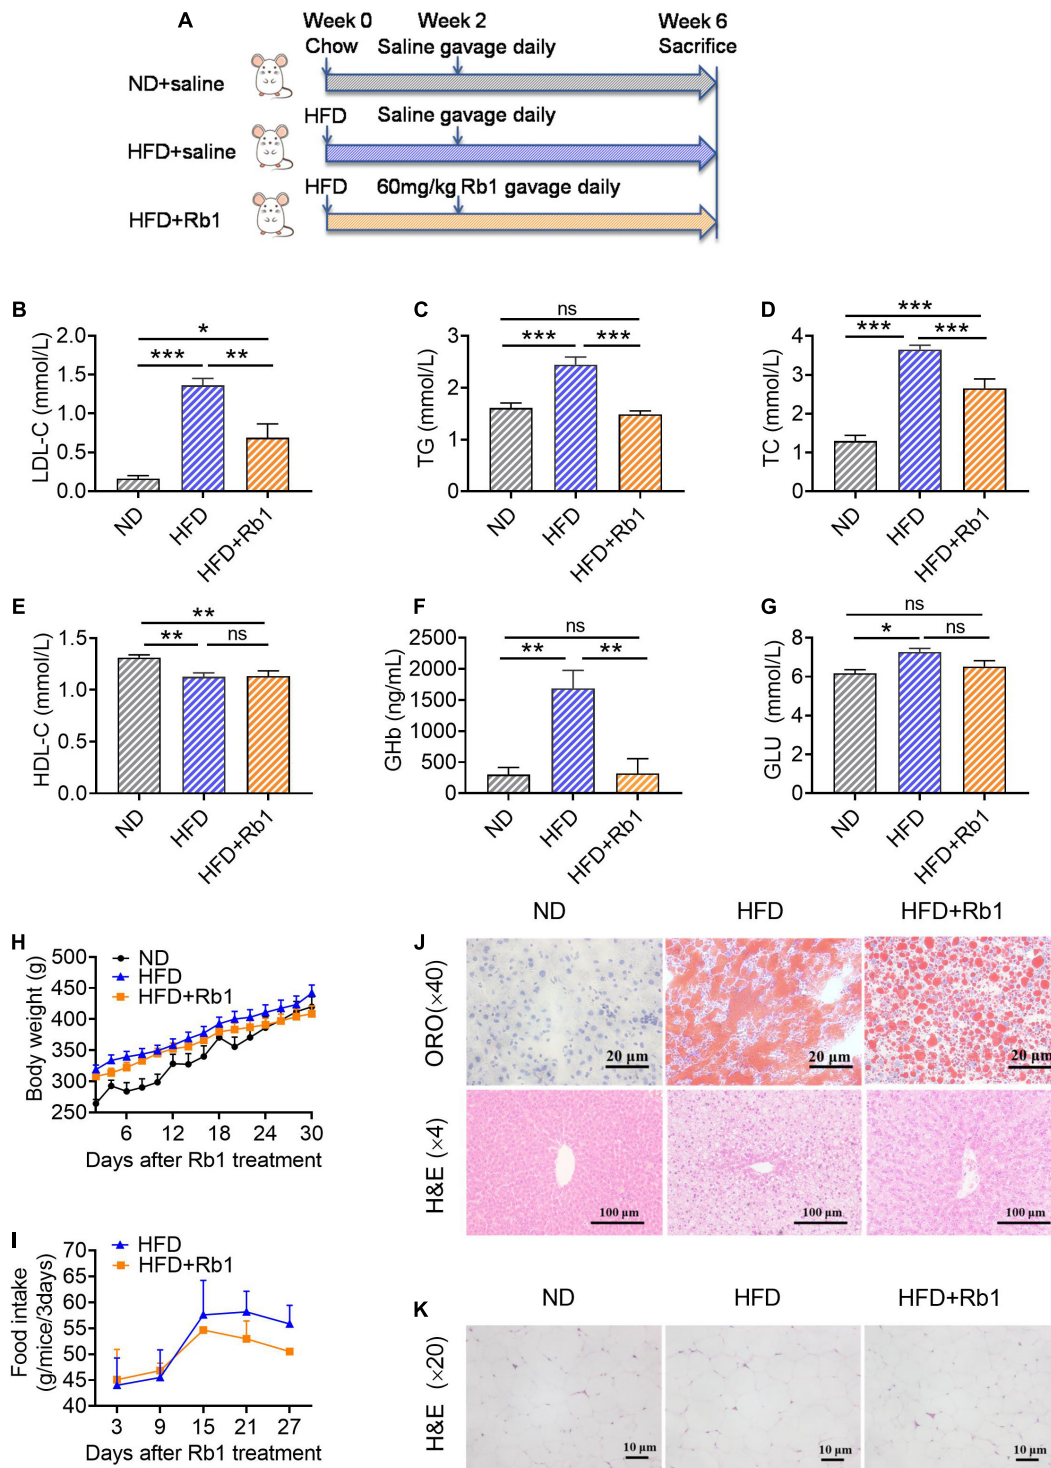 A
Week 0 Week 2 Week 6
Chow Saline gavage daily Sacrifice
ND+saline
HFD Saline gavage daily
HFD+saline
HFD 60mg/kg Rb1 gavage daily
HFD+Rb1
B
*
*** **
LDL-C (mmol/L)
2.0
1.5
1.0
0.5
0.0
ND HFD HFD+Rb1
C
ns
*** ***
TG (mmol/L)
3
2
1
0
ND HFD HFD+Rb1
D
***
*** ***
TC (mmol/L)
4
3
2
1
0
ND HFD HFD+Rb1
E
**
** ns
HDL-C (mmol/L)
1.5
1.0
0.5
0.0
ND HFD HFD+Rb1
F
ns
** **
GHb (ng/mL)
2500
2000
1500
1000
500
0
ND HFD HFD+Rb1
G
ns
* ns
GLU (mmol/L)
8
6
4
2
0
ND HFD HFD+Rb1
H
ND
HFD
HFD+Rb1
Body weight (g)
500
450
400
350
300
250
6 12 18 24 30
Days after Rb1 treatment
I
HFD
HFD+Rb1
Food intake
(g/mice/3days)
70
65
60
55
50
45
40
3 9 15 21 27
Days after Rb1 treatment
J
ND HFD HFD+Rb1
ORO(×40)
20 μm 20 μm 20 μm
H&E (×4)
100 μm 100 μm 100 μm
K
ND HFD HFD+Rb1
H&E (×20)
10 μm 10 μm 10 μm